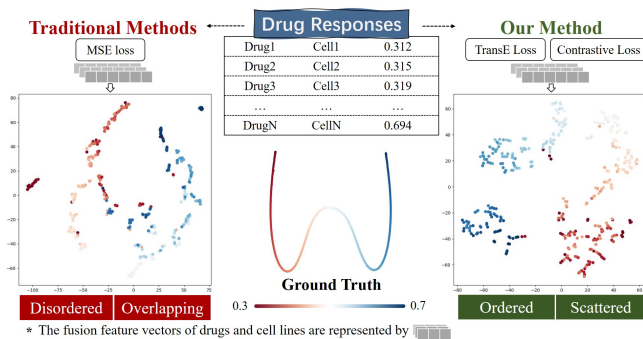 Traditional Methods
Drug Responses
Our Method
MSE loss
TransE Loss
Contrastive Loss
Drug1 Cell1 0.312
Drug2 Cell2 0.315
Drug3 Cell3 0.319
... ... ...
DrugN CellN 0.694
80
60
40
20
0
−20
−40
−60
−100 −75 −50 −25 0 25 50 75
80
60
40
20
0
−20
−40
−60
−80 −60 −40 −20 0 20 40 60
Ground Truth
0.3 0.7
Disordered Overlapping
Ordered Scattered
* The fusion feature vectors of drugs and cell lines are represented by